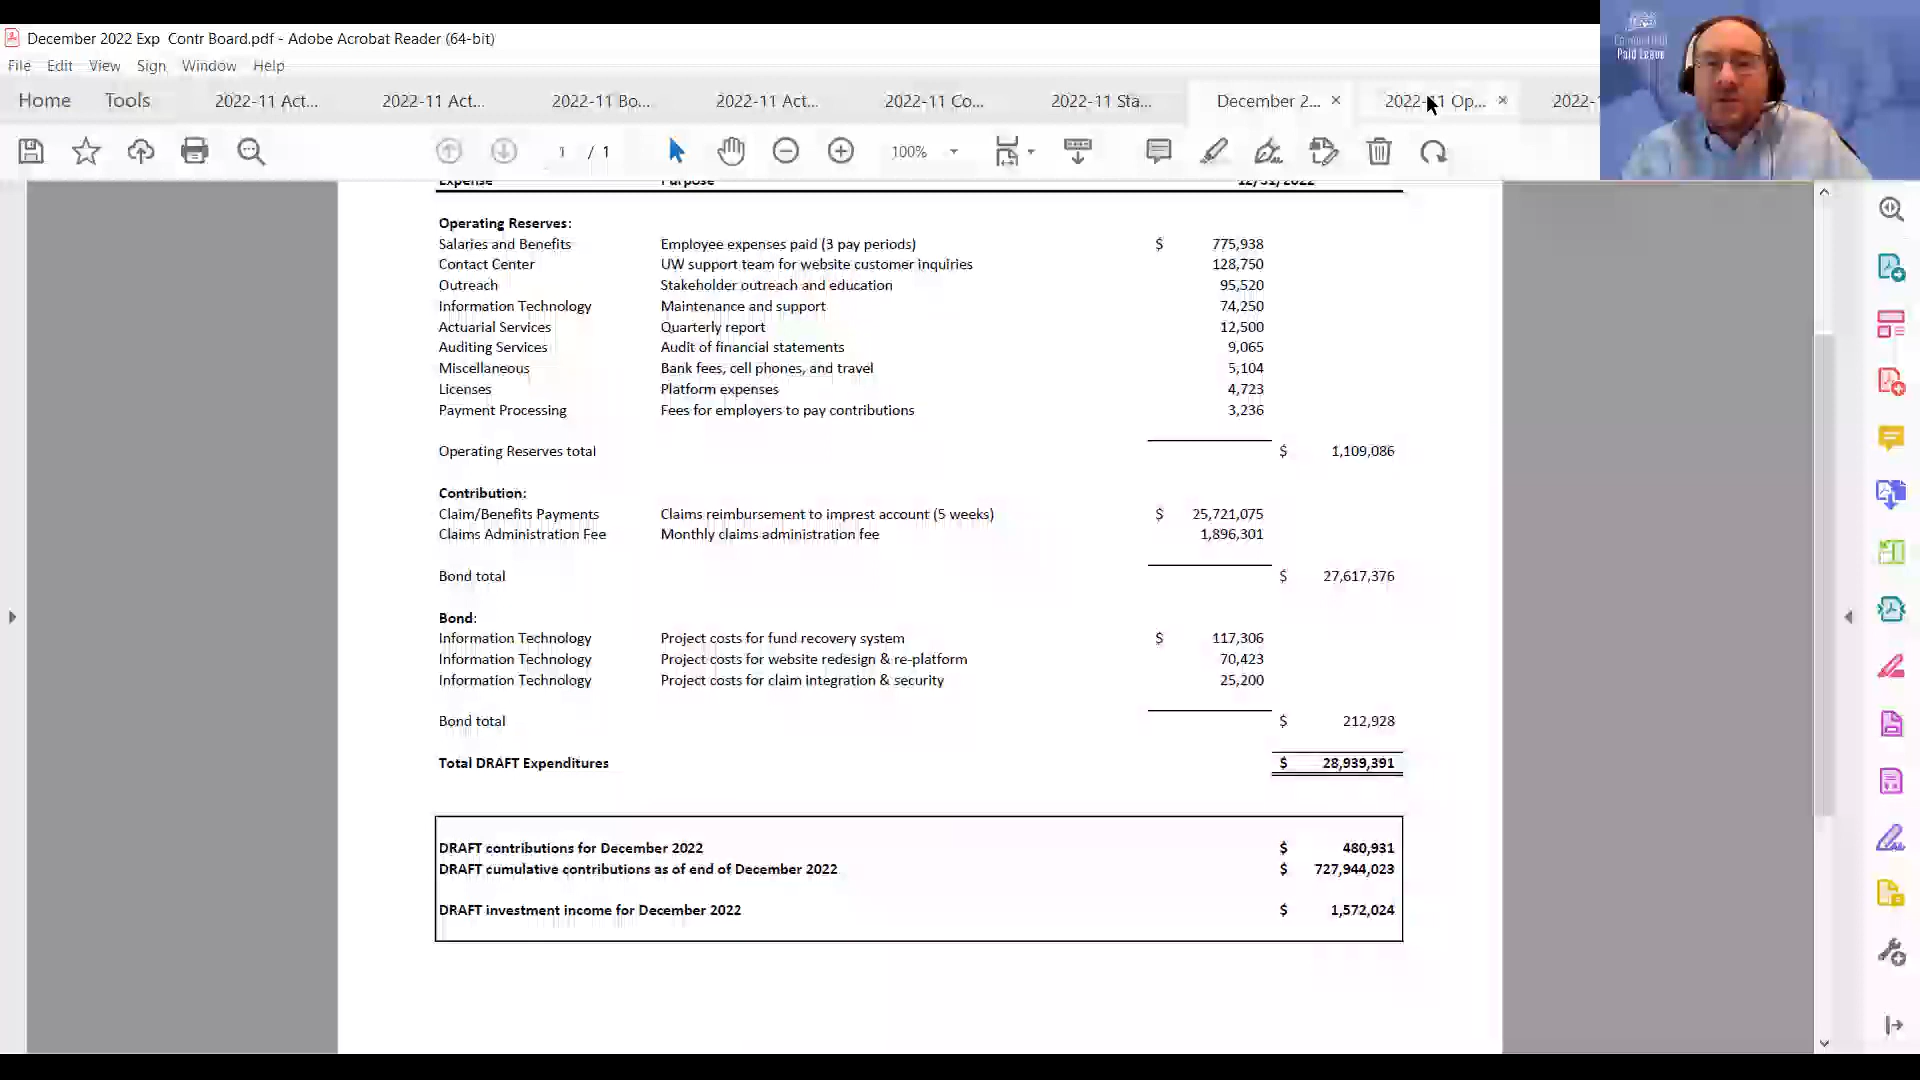 December 2022 Exp Contr Board.pdf - Adobe Acrobat Reader (64-bit)
File Edit View Sign Window Help
Home Tools 2022-11 Act... 2022-11 Act... 2022-11 Bo... 2022-11 Act... 2022-11 Co... 2022-11 Sta... December 2... × 2022-11 Op... × 2022-1
1 / 1 100%
Paid Leave
Expense Purpose 12/31/2022
Operating Reserves:
Salaries and Benefits Employee expenses paid (3 pay periods) $ 775,938
Contact Center UW support team for website customer inquiries 128,750
Outreach Stakeholder outreach and education 95,520
Information Technology Maintenance and support 74,250
Actuarial Services Quarterly report 12,500
Auditing Services Audit of financial statements 9,065
Miscellaneous Bank fees, cell phones, and travel 5,104
Licenses Platform expenses 4,723
Payment Processing Fees for employers to pay contributions 3,236
Operating Reserves total $ 1,109,086
Contribution:
Claim/Benefits Payments Claims reimbursement to imprest account (5 weeks) $ 25,721,075
Claims Administration Fee Monthly claims administration fee 1,896,301
Bond total $ 27,617,376
Bond:
Information Technology Project costs for fund recovery system $ 117,306
Information Technology Project costs for website redesign & re-platform 70,423
Information Technology Project costs for claim integration & security 25,200
Bond total $ 212,928
Total DRAFT Expenditures $ 28,939,391
DRAFT contributions for December 2022 $ 480,931
DRAFT cumulative contributions as of end of December 2022 $ 727,944,023
DRAFT investment income for December 2022 $ 1,572,024